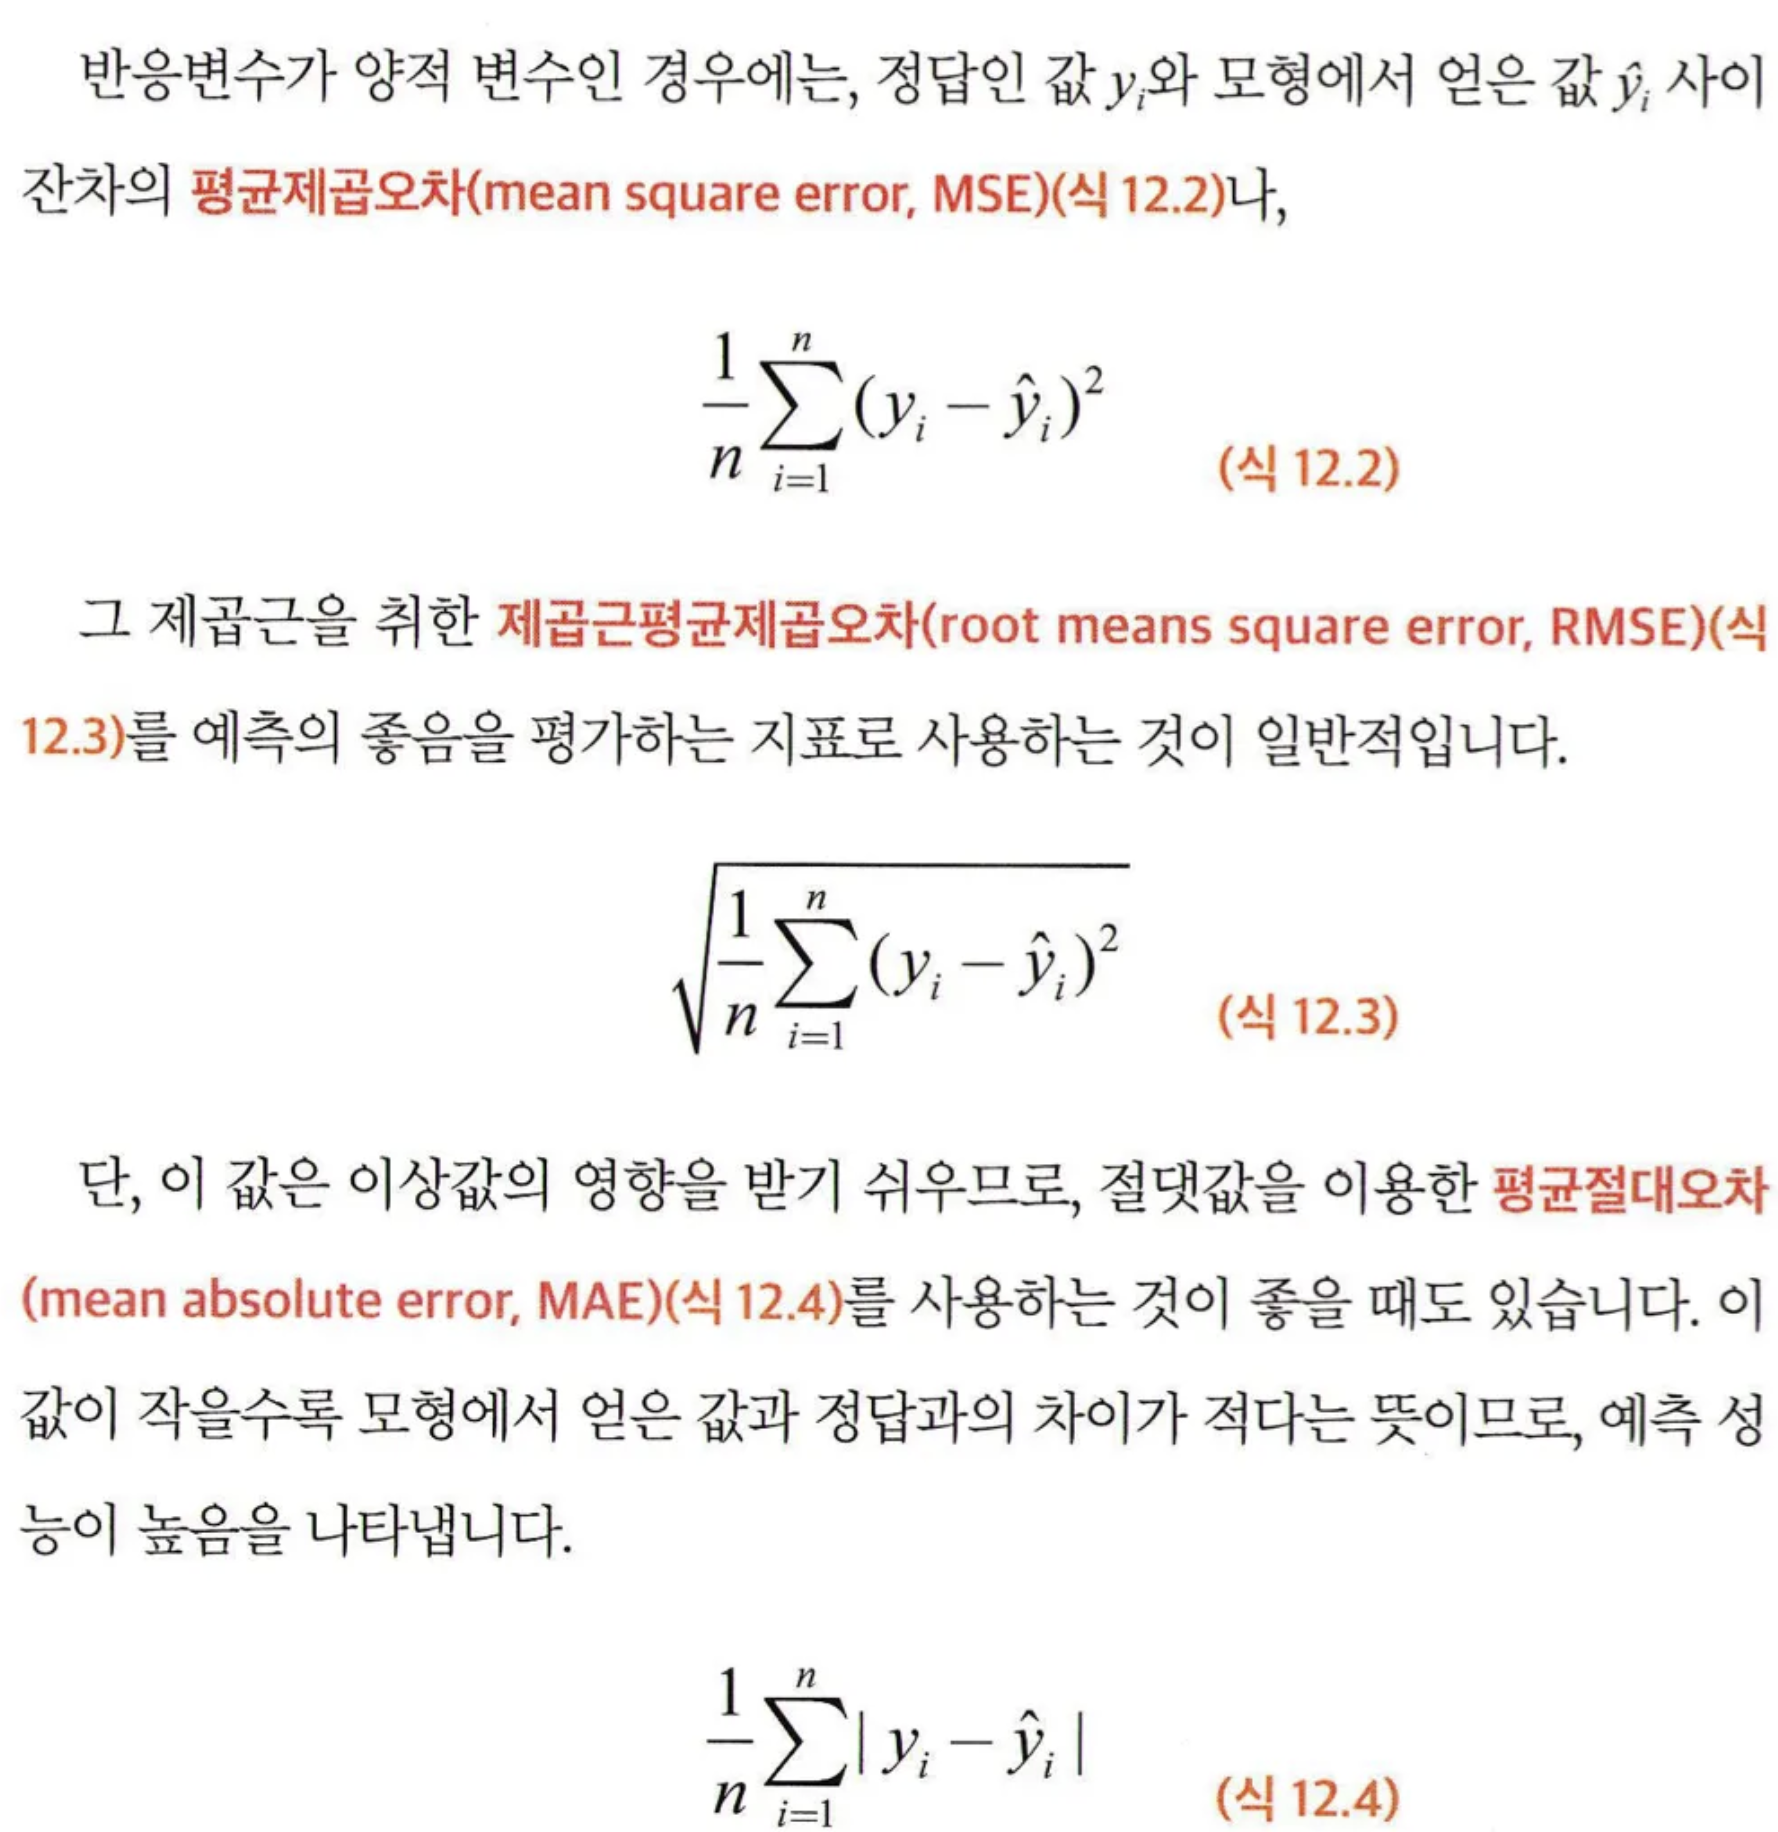 반응변수가 양적 변수인 경우에는, 정답인 값 yᵢ와 모형에서 얻은 값 ŷᵢ 사이
잔차의 평균제곱오차(mean square error, MSE)(식 12.2)나,
\frac{1}{n}\sum_{i=1}^{n}(y_i - \hat{y}_i)^2 (식 12.2)
그 제곱근을 취한 제곱근평균제곱오차(root means square error, RMSE)(식
12.3)를 예측의 좋음을 평가하는 지표로 사용하는 것이 일반적입니다.
\sqrt{\frac{1}{n}\sum_{i=1}^{n}(y_i - \hat{y}_i)^2} (식 12.3)
단, 이 값은 이상값의 영향을 받기 쉬우므로, 절댓값을 이용한 평균절대오차
(mean absolute error, MAE)(식 12.4)를 사용하는 것이 좋을 때도 있습니다. 이
값이 작을수록 모형에서 얻은 값과 정답과의 차이가 적다는 뜻이므로, 예측 성
능이 높음을 나타냅니다.
\frac{1}{n}\sum_{i=1}^{n}|y_i - \hat{y}_i| (식 12.4)